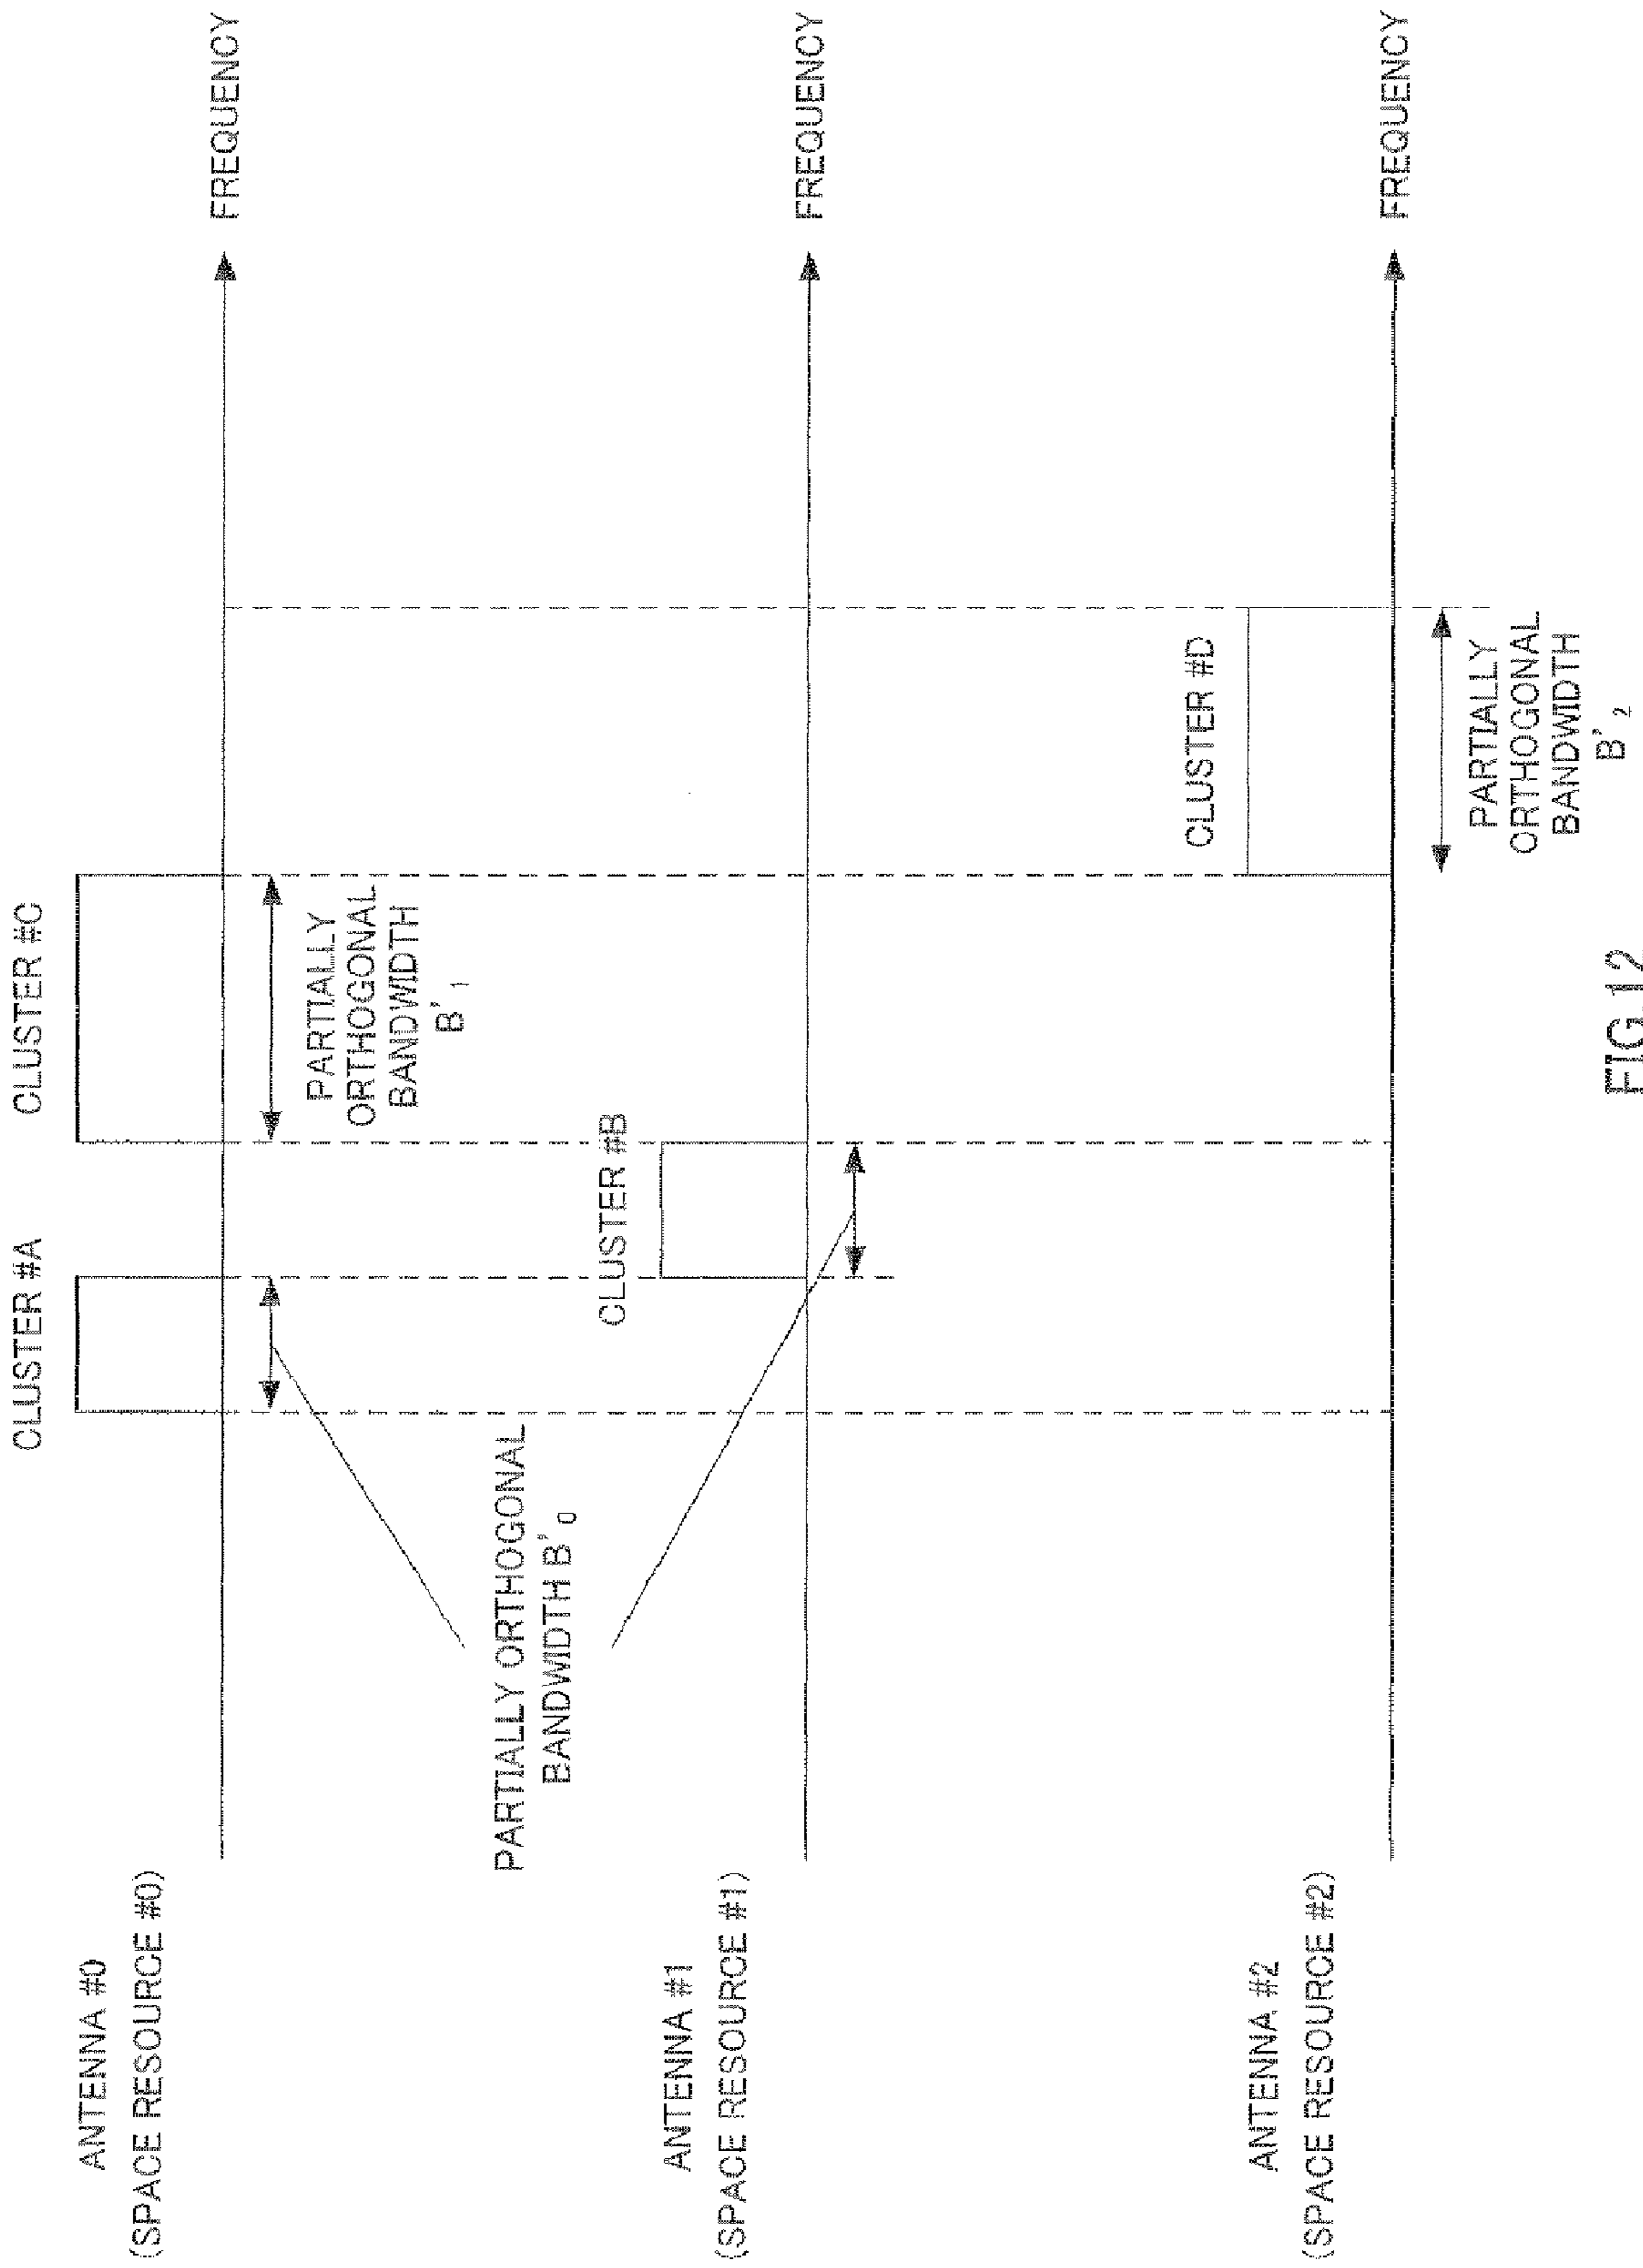 CLUSTER #A
CLUSTER #C
ANTENNA #0
(SPACE RESOURCE #0)
FREQUENCY
PARTIALLY
ORTHOGONAL
BANDWIDTH
B'1
PARTIALLY ORTHOGONAL
BANDWIDTH B'0
CLUSTER #B
ANTENNA #1
(SPACE RESOURCE #1)
FREQUENCY
CLUSTER #D
ANTENNA #2
(SPACE RESOURCE #2)
FREQUENCY
PARTIALLY
ORTHOGONAL
BANDWIDTH
B'2
FIG.12